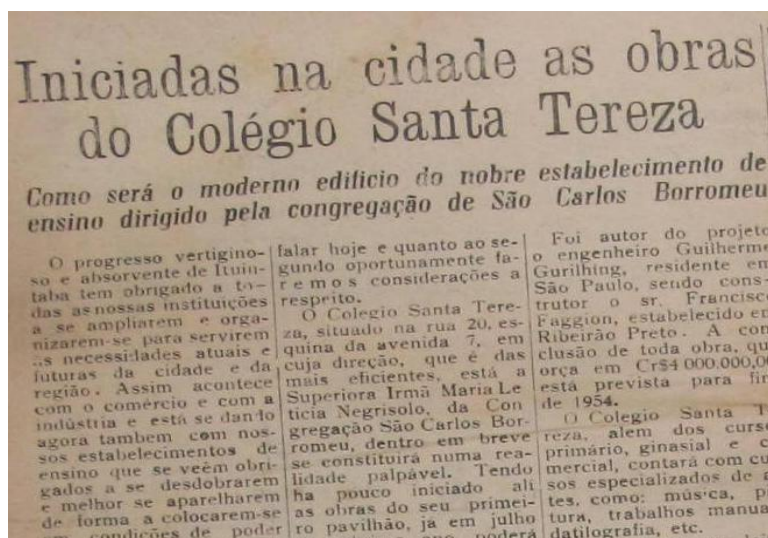 Iniciadas na cidade as obras
do Colégio Santa Tereza
Como será o moderno edificio do nobre estabelecimento de
ensino dirigido pela congregação de São Carlos Borromeu
O progresso vertigino-
so e absorvente de Ituiu-
taba tem obrigado a to-
das as nossas instituições
a se ampliarem e orga-
nizarem-se para servirem
as necessidades atuais e
futuras da cidade e da
região. Assim acontece
com o comércio e com a
indústria e está se dando
agora tambem com nos-
sos estabelecimentos de
ensino que se veêm obri-
gados a se desdobrarem
e melhor se aparelharem
de forma a colocarem-se
condições de poder
falar hoje e quanto ao se-
gundo oportunamente fa-
remos considerações a
respeito.
O Colegio Santa Tere-
za, situado na rua 20, es-
quina da avenida 7, em
cuja direção, que é das
mais eficientes, está a
Superiora Irmã Maria Le
ticia Negrisolo, da Con
gregação São Carlos Bor-
romeu, dentro em breve
se constituirá numa rea-
lidade palpável. Tendo
ha pouco iniciado ali
as obras do seu primei-
ro pavilhão, já em julho
poderá
Foi autor do projeto
o engenheiro Guilherme
Gurilhing, residente em
São Paulo, sendo cons-
trutor o sr. Francisco
Faggion, estabelecido em
Ribeirão Preto. A con
clusão de toda obra, qu
orça em Cr$4 000.000,00
está prevista para fin
de 1954.
O Colegio Santa T
reza, alem dos curso
primário, ginasial e c
mercial, contará com cu
sos especializados de a
tes, como: música, p
tura, trabalhos manua
datilografia, etc.